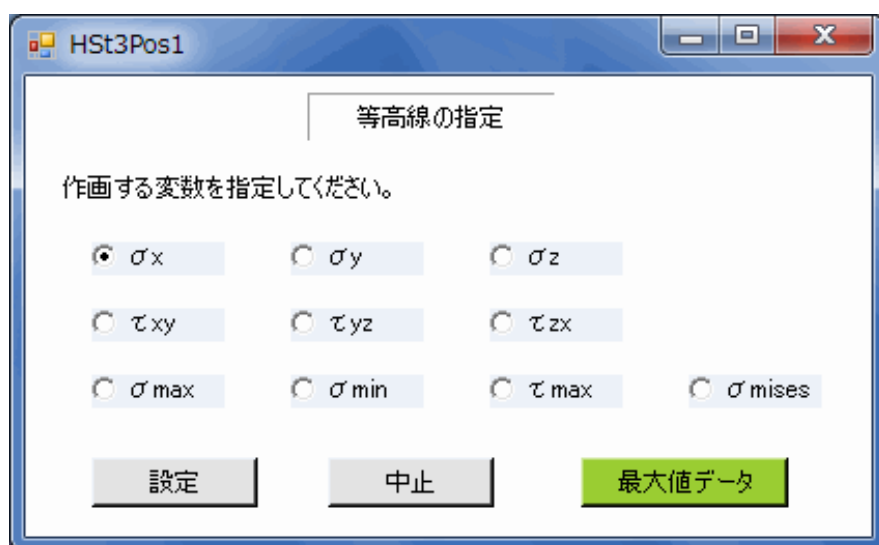 HSt3Pos1
等高線の指定
作画する変数を指定してください。
σx σy σz
τxy τyz τzx
σmax σmin τmax σmises
設定 中止 最大値データ